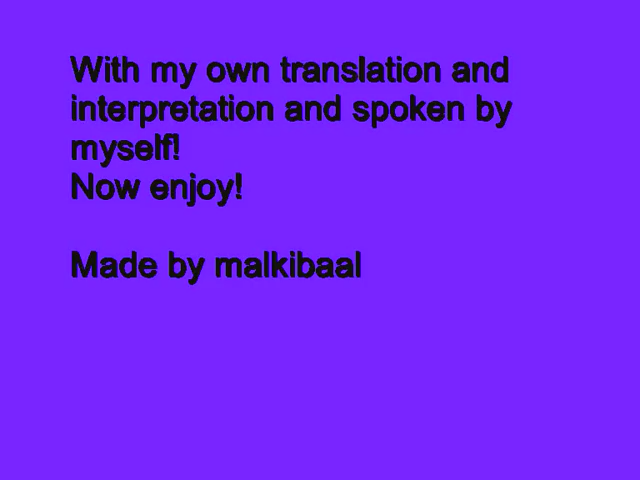 With my own translation and
interpretation and spoken by
myself!
Now enjoy!
Made by malkibaal